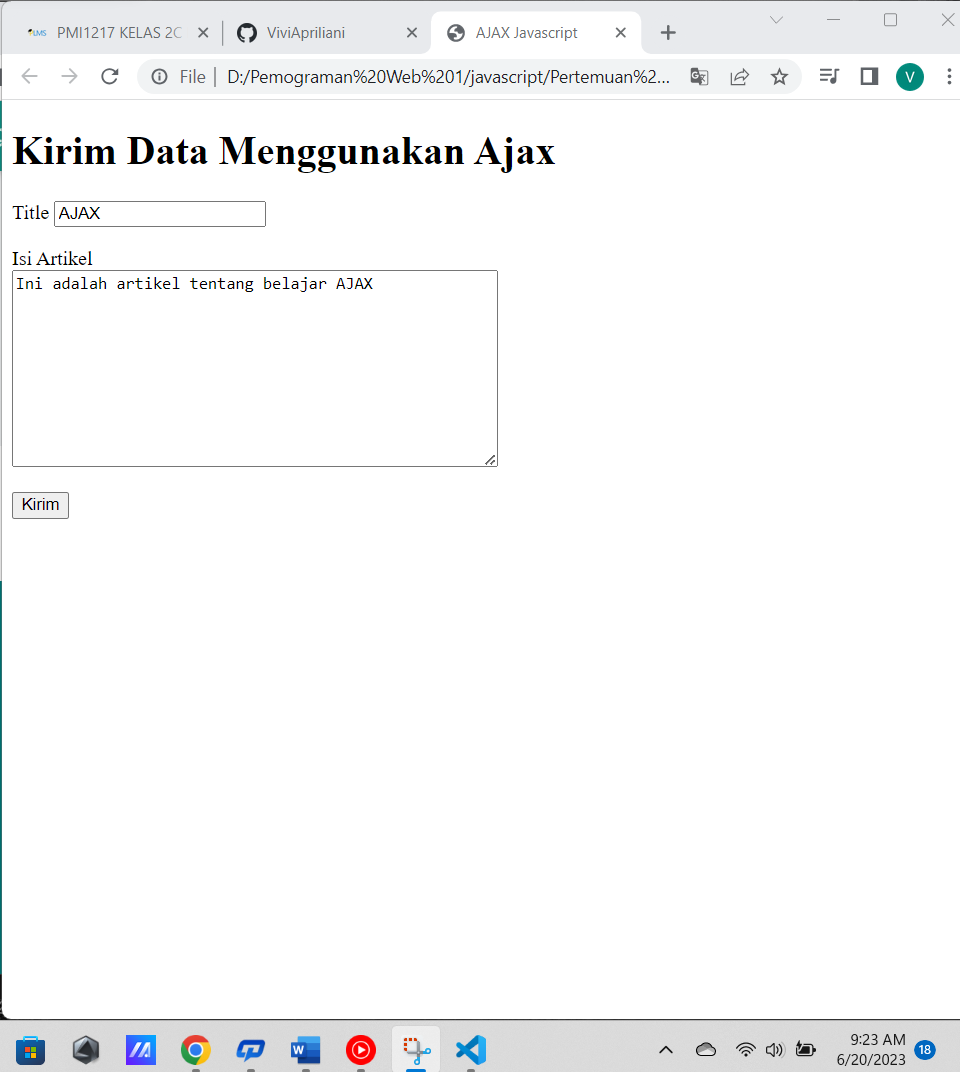 LMS PMI1217 KELAS 2C
ViviApriliani
AJAX Javascript
File | D:/Pemograman%20Web%201/javascript/Pertemuan%2...
V
Kirim Data Menggunakan Ajax
Title AJAX
Isi Artikel
Ini adalah artikel tentang belajar AJAX
Kirim
9:23 AM
6/20/2023
18